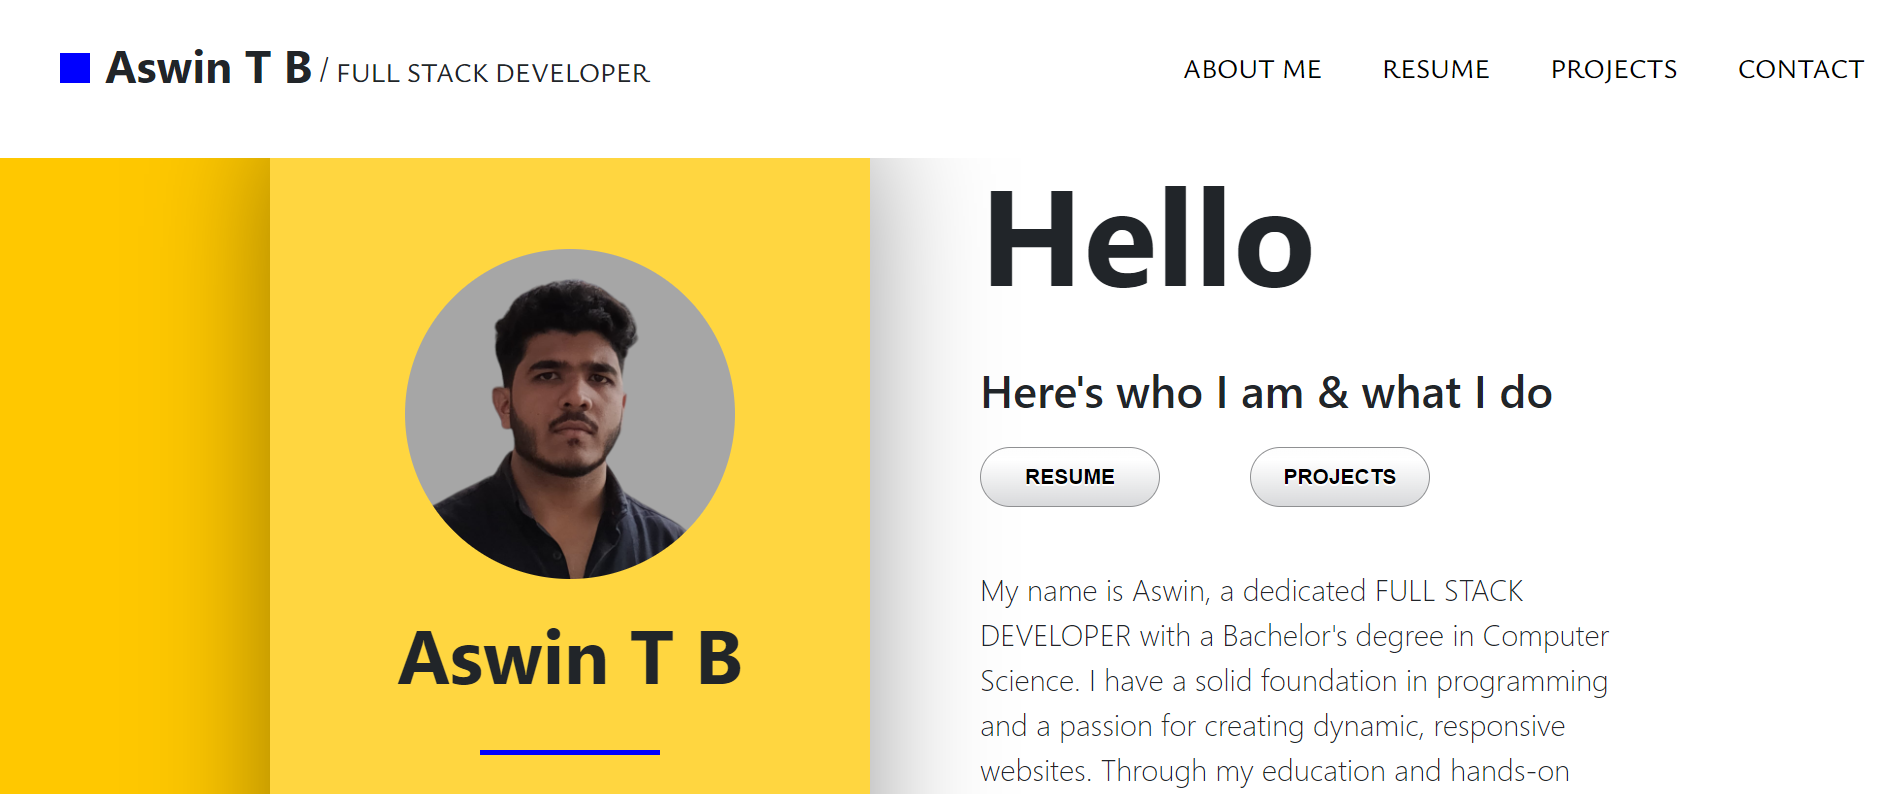 Aswin T B / FULL STACK DEVELOPER
ABOUT ME RESUME PROJECTS CONTACT
Aswin T B
Hello
Here's who I am & what I do
RESUME PROJECTS
My name is Aswin, a dedicated FULL STACK
DEVELOPER with a Bachelor's degree in Computer
Science. I have a solid foundation in programming
and a passion for creating dynamic, responsive
websites. Through my education and hands-on